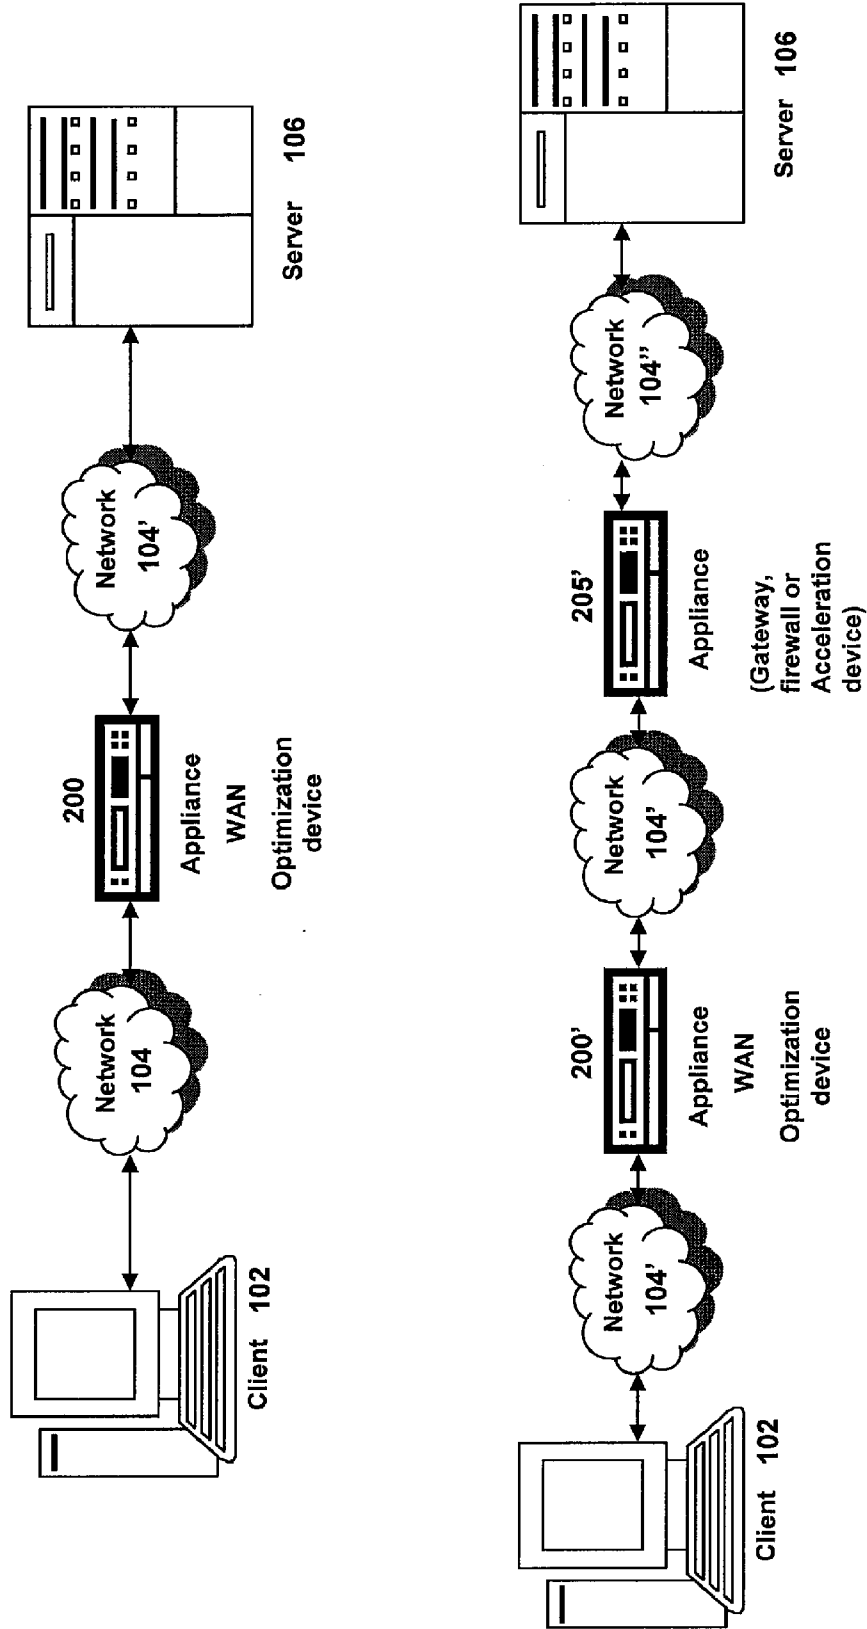 Client 102
Network
104
200
Appliance
WAN
Optimization
device
Network
104'
Server 106
Client 102
Network
104'
200'
Appliance
WAN
Optimization
device
Network
104'
205'
Appliance
(Gateway,
firewall or
Acceleration
device)
Network
104''
Server 106